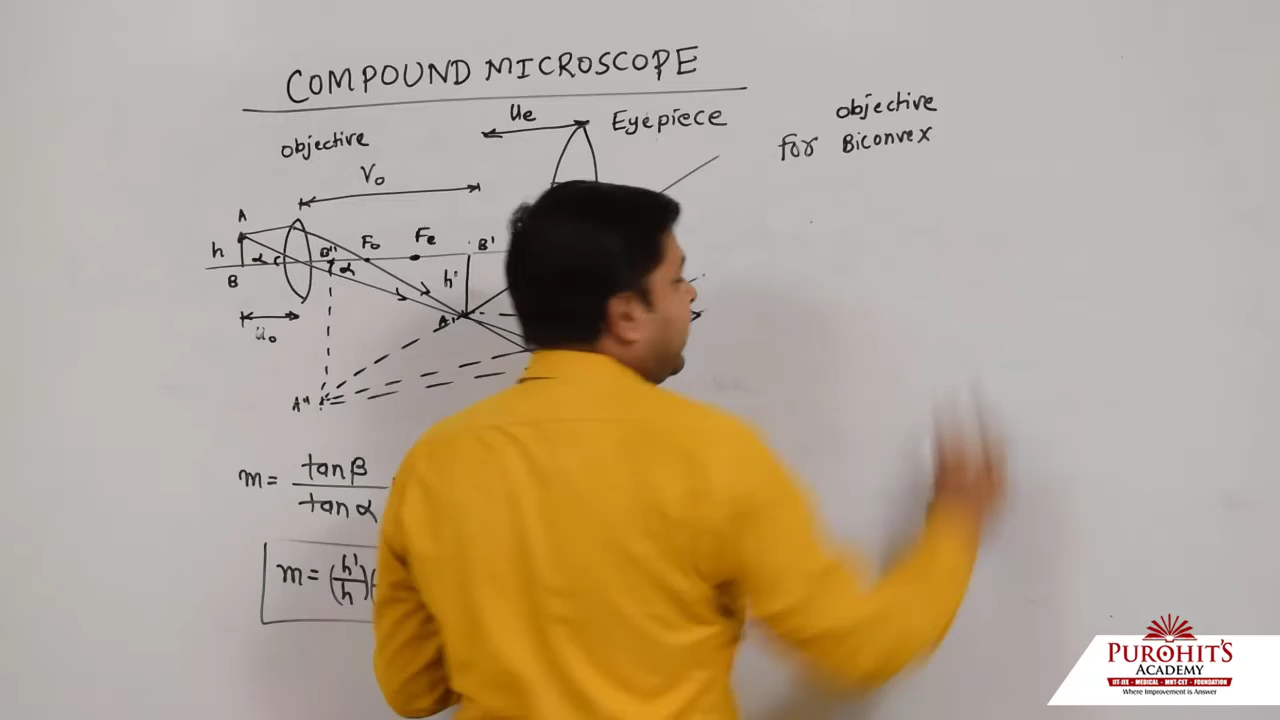 COMPOUND MICROSCOPE
objective
Eyepiece
Ue
Vo
objective
for Biconvex
A
h
α
B
B"
α
Fo
Fe
B'
h'
A'
uo
A"
m = tanβ
tanα
m = (h'/h)(
PUROHIT'S
ACADEMY
IIT-JEE • MEDICAL • MHT-CET • FOUNDATION
Where Improvement is Answer